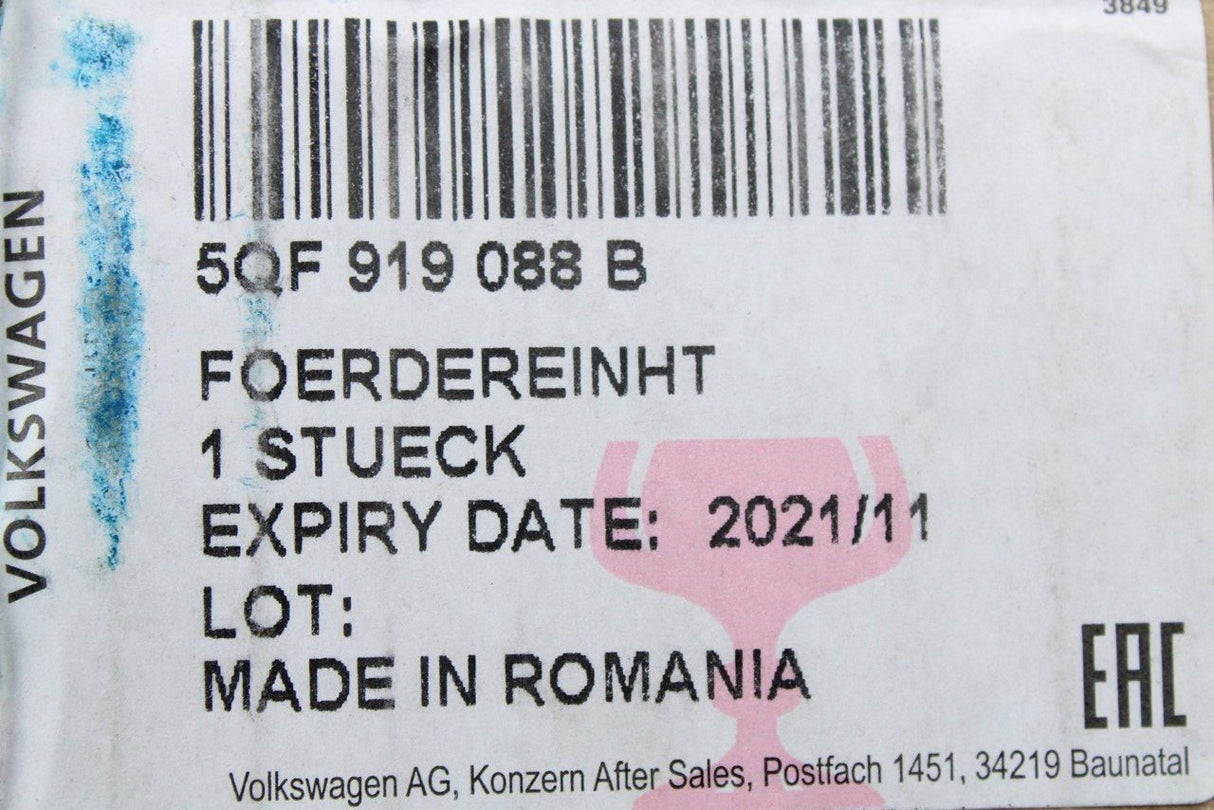 3849
VOLKSWAGEN
5QF 919 088 B
FOERDEREINHT
1 STUECK
EXPIRY DATE: 2021/11
LOT:
MADE IN ROMANIA
EAC
Volkswagen AG, Konzern After Sales, Postfach 1451, 34219 Baunatal